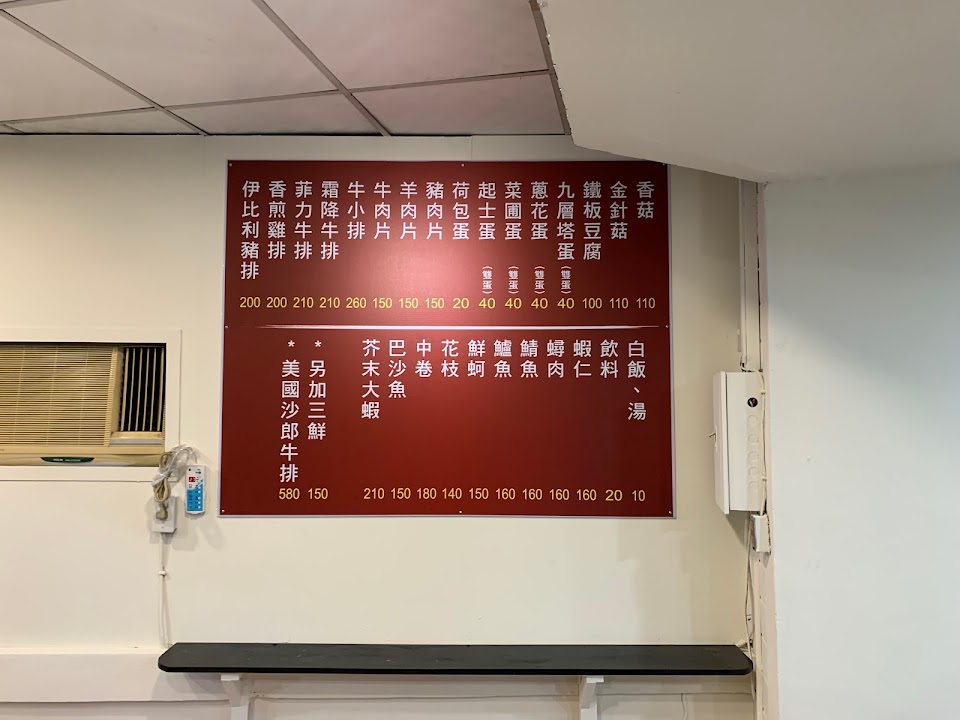 香菇 110
金針菇 110
鐵板豆腐 100
九層塔蛋(雙蛋) 40
蔥花蛋(雙蛋) 40
菜圃蛋(雙蛋) 40
起士蛋(雙蛋) 40
荷包蛋 20
豬肉片 150
羊肉片 150
牛肉片 150
牛小排 260
霜降牛排 210
菲力牛排 210
香煎雞排 200
伊比利豬排 200
白飯、湯 10
飲料 20
蝦仁 160
蟳肉 160
鯖魚 160
鱸魚 160
鮮蚵 150
花枝 140
中卷 180
巴沙魚 150
芥末大蝦 210
*另加三鮮 150
*美國沙郎牛排 580